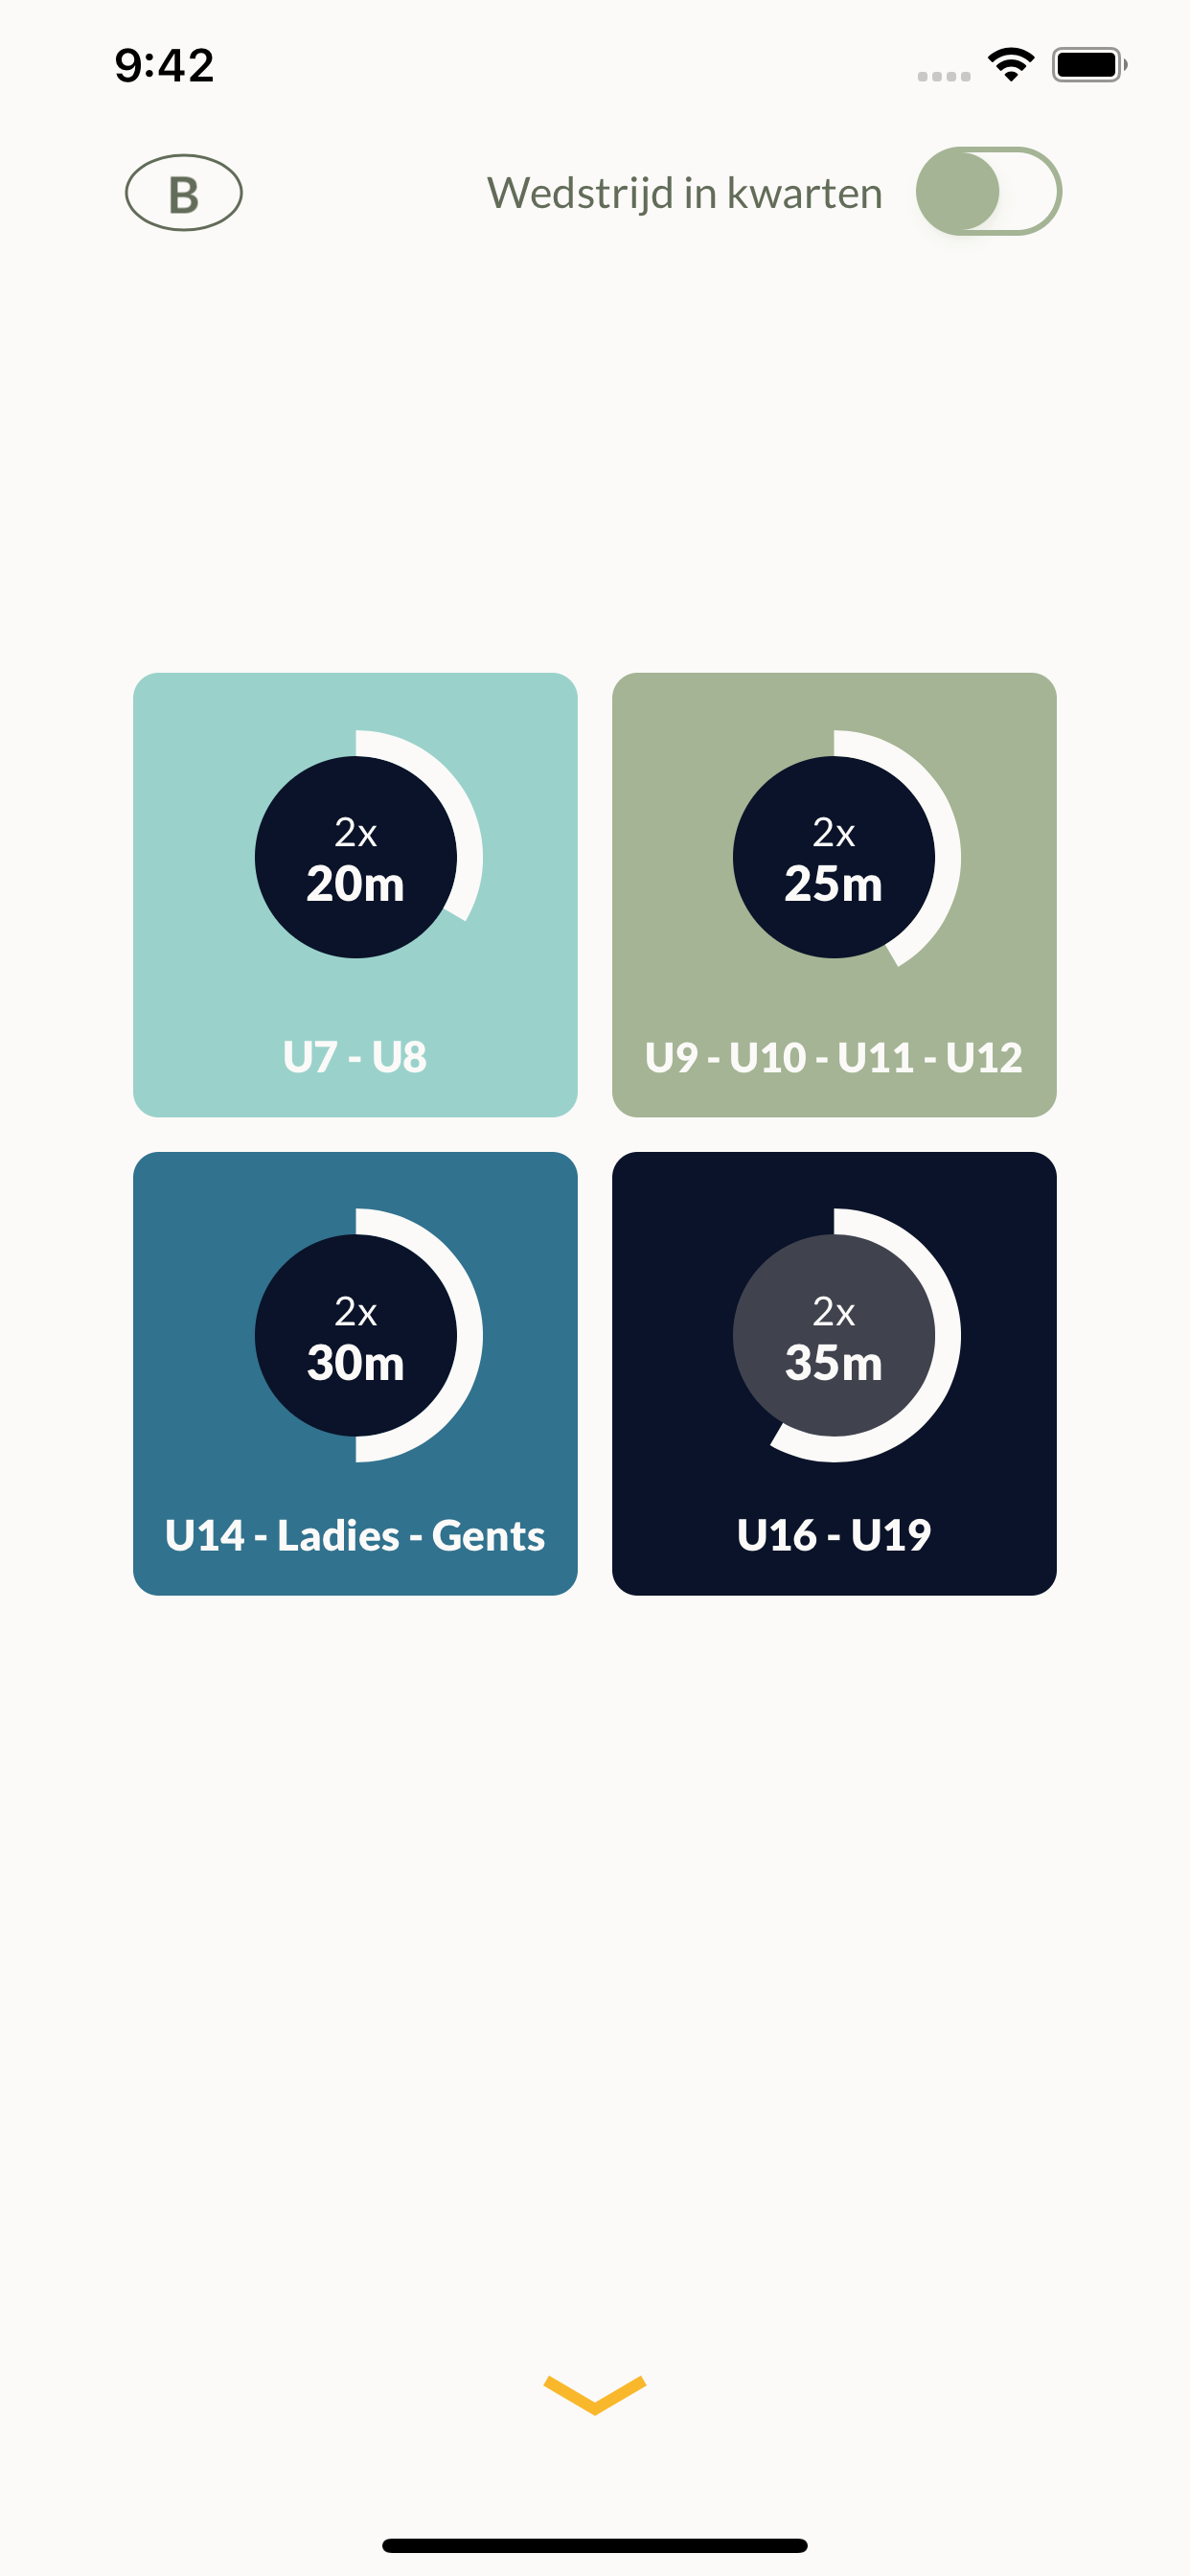 9:42
B
Wedstrijd in kwarten
2x
20m
U7 - U8
2x
25m
U9 - U10 - U11 - U12
2x
30m
U14 - Ladies - Gents
2x
35m
U16 - U19